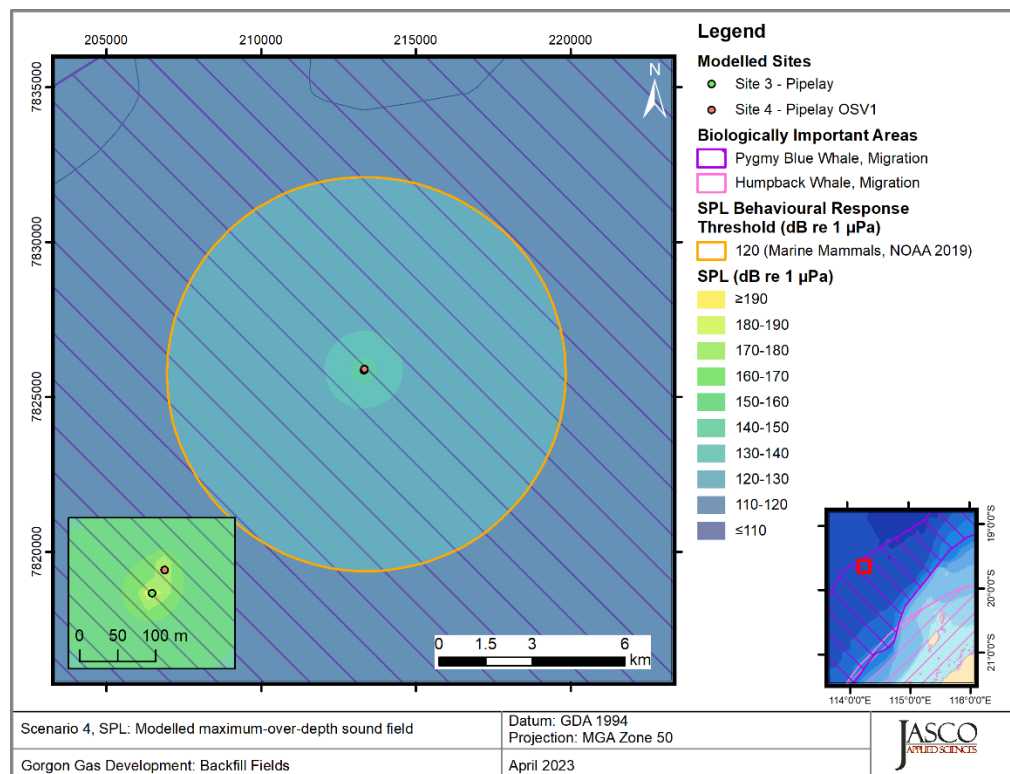 205000
210000
215000
220000
7835000
7830000
7825000
7820000
N
0
50
100 m
0
1.5
3
6
km
Legend
Modelled Sites
Site 3 - Pipelay
Site 4 - Pipelay OSV1
Biologically Important Areas
Pygmy Blue Whale, Migration
Humpback Whale, Migration
SPL Behavioural Response
Threshold (dB re 1 µPa)
120 (Marine Mammals, NOAA 2019)
SPL (dB re 1 µPa)
≥190
180-190
170-180
160-170
150-160
140-150
130-140
120-130
110-120
≤110
19°0'S
20°0'S
21°0'S
114°0'0"E
115°0'0"E
116°0'0"E
Scenario 4, SPL: Modelled maximum-over-depth sound field
Datum: GDA 1994
Projection: MGA Zone 50
Gorgon Gas Development: Backfill Fields
April 2023
JASCO
APPLIED SCIENCES